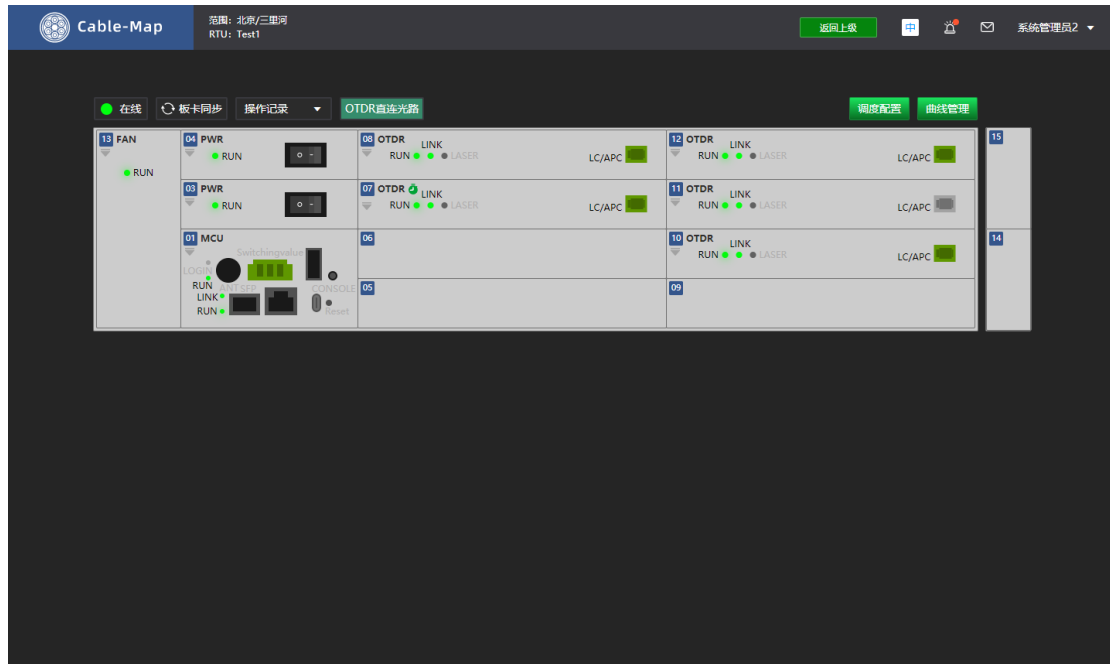 Cable-Map
范围: 北京/三里河
RTU: Test1
返回上级
中
系统管理员2
在线
板卡同步
操作记录
OTDR直连光路
调度配置
曲线管理
13 FAN
RUN
04 PWR
RUN
08 OTDR
LINK
RUN
LASER
LC/APC
12 OTDR
LINK
RUN
LASER
LC/APC
15
03 PWR
RUN
07 OTDR
LINK
RUN
LASER
LC/APC
11 OTDR
LINK
RUN
LASER
LC/APC
01 MCU
Switchingvalue
LOGIN
RUN
ANT SFP
CONSOLE
LINK
RUN
Reset
06
10 OTDR
LINK
RUN
LASER
LC/APC
14
05
09